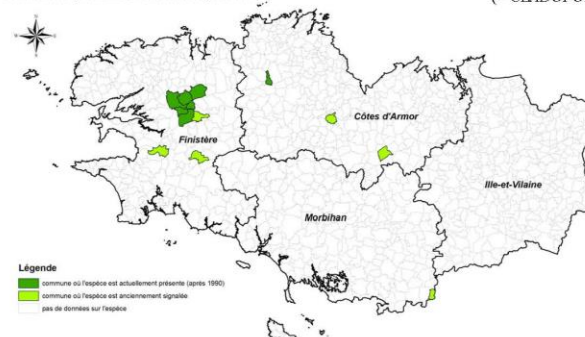 Côtes d'Armor
Finistère
Ille-et-Vilaine
Morbihan
Légende
commune où l'espèce est actuellement présente (après 1990)
commune où l'espèce est anciennement signalée
pas de données sur l'espèce